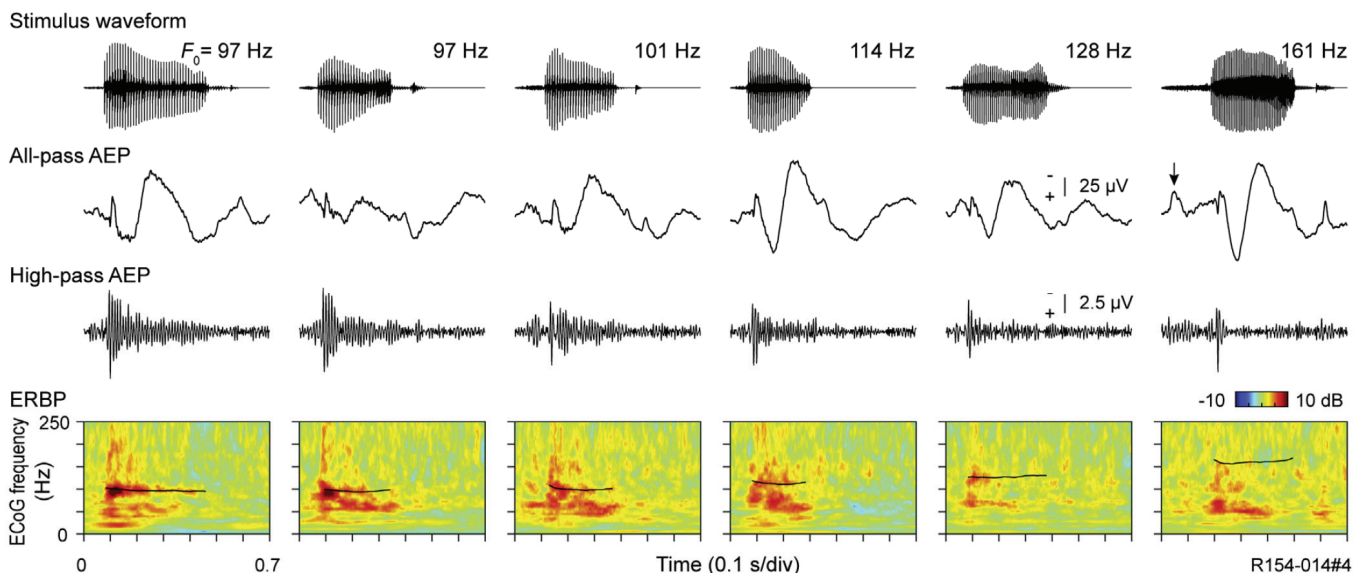 Stimulus waveform
F0= 97 Hz
97 Hz
101 Hz
114 Hz
128 Hz
161 Hz
All-pass AEP
-
+
25 µV
High-pass AEP
-
+
2.5 µV
ERBP
-10
10 dB
ECoG frequency
(Hz)
250
0
0
0.7
Time (0.1 s/div)
R154-014#4